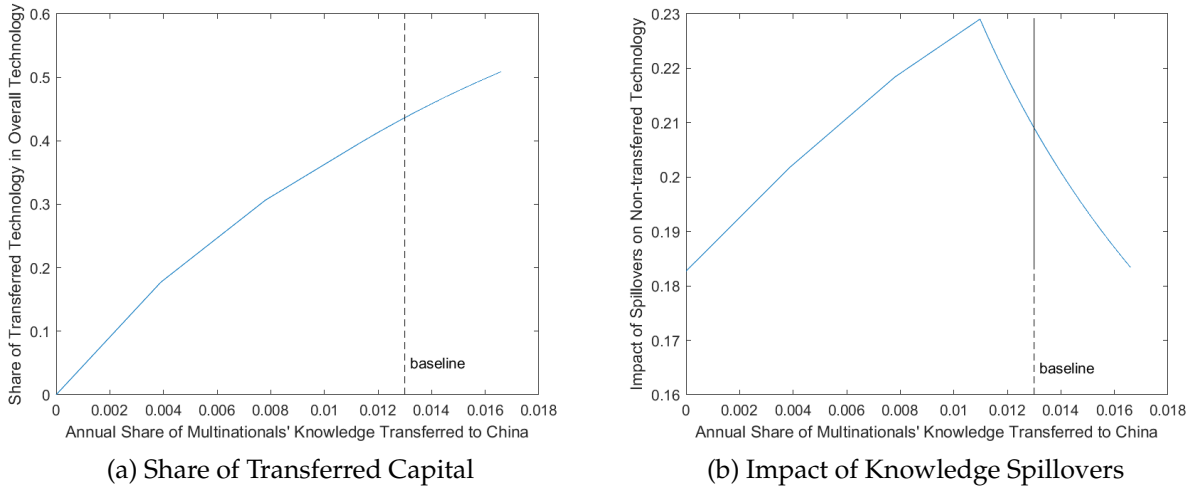 Share of Transferred Technology in Overall Technology
0.6
0.5
0.4
0.3
0.2
0.1
0
baseline
0 0.002 0.004 0.006 0.008 0.01 0.012 0.014 0.016 0.018
Annual Share of Multinationals' Knowledge Transferred to China
(a) Share of Transferred Capital
Impact of Spillovers on Non-transferred Technology
0.23
0.22
0.21
0.2
0.19
0.18
0.17
0.16
baseline
0 0.002 0.004 0.006 0.008 0.01 0.012 0.014 0.016 0.018
Annual Share of Multinationals' Knowledge Transferred to China
(b) Impact of Knowledge Spillovers